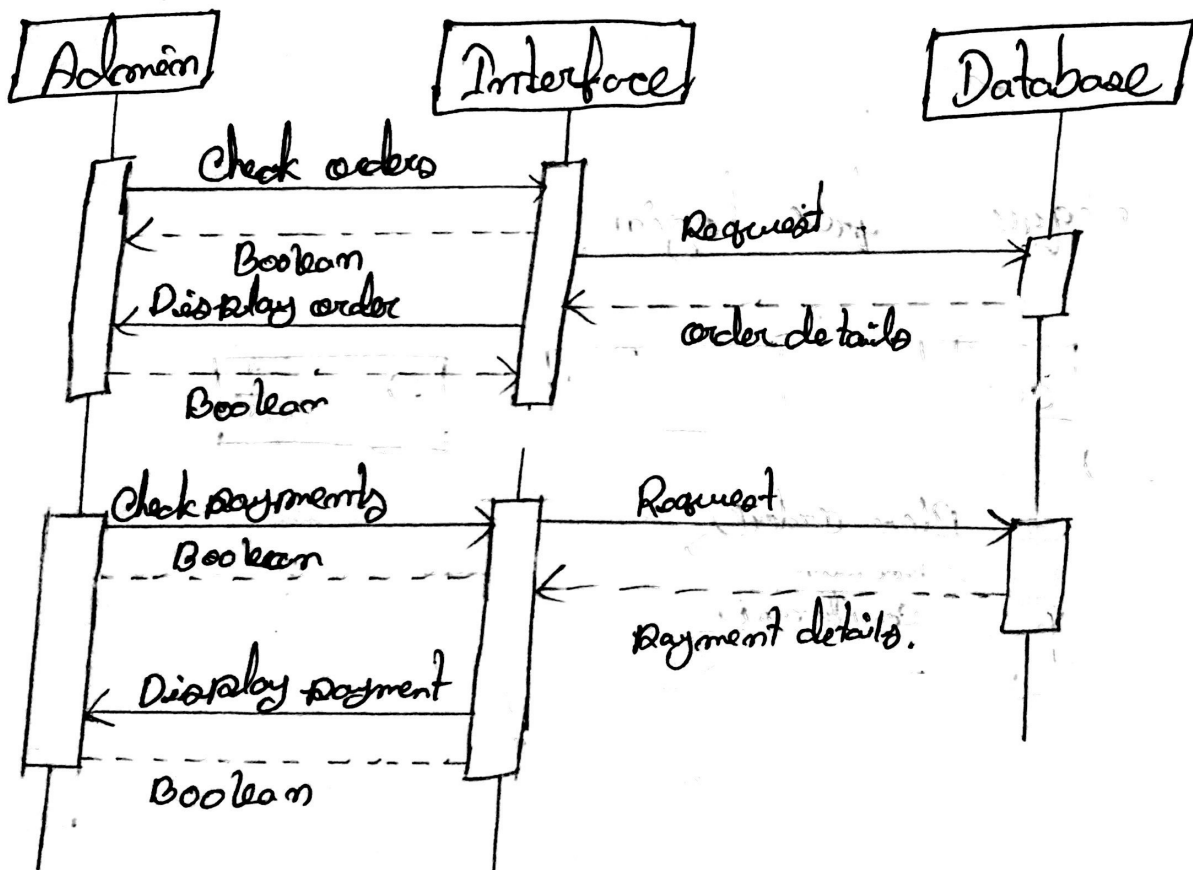 Admin
Interface
Database
Check orders
Request
Boolean
Display order
order details
Boolean
Check payments
Request
Boolean
payment details.
Display payment
Boolean